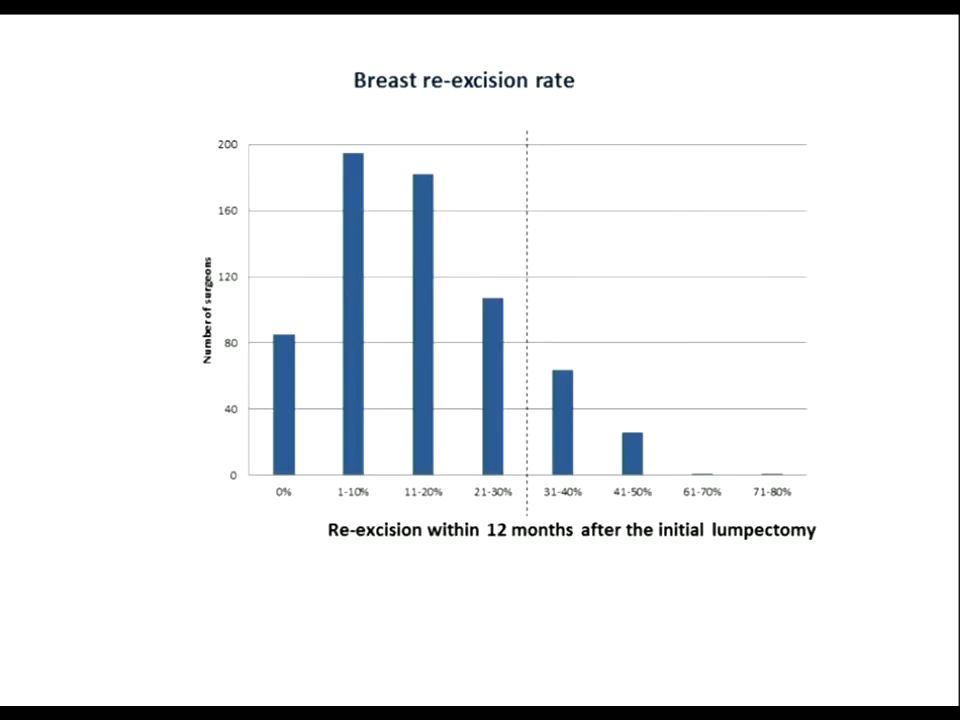 Breast re-excision rate
200
160
120
80
40
0
Number of surgeons
0% 1-10% 11-20% 21-30% 31-40% 41-50% 61-70% 71-80%
Re-excision within 12 months after the initial lumpectomy